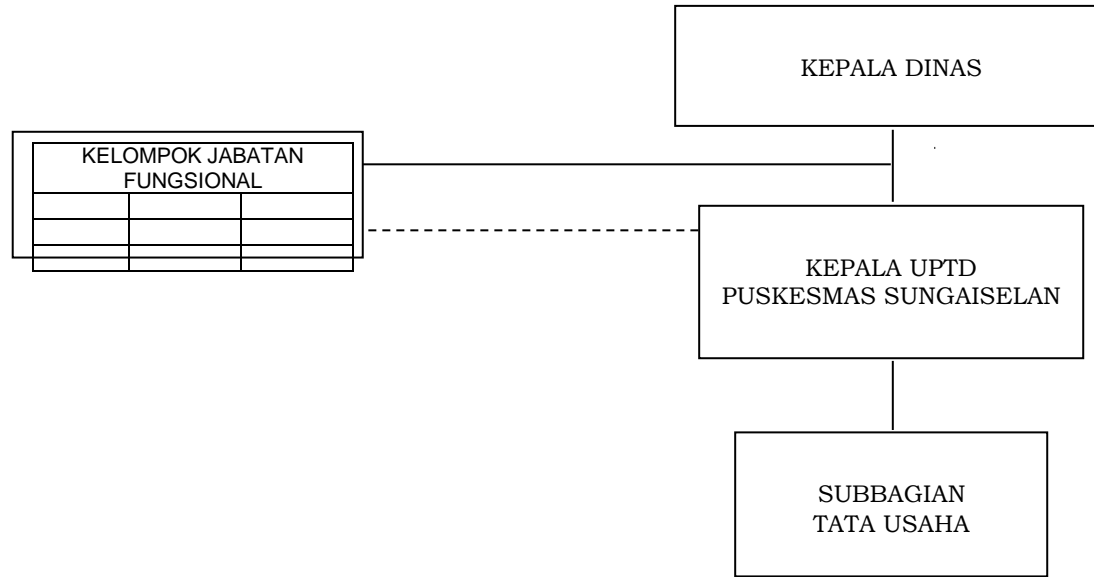 KEPALA DINAS
KELOMPOK JABATAN
FUNGSIONAL
KEPALA UPTD
PUSKESMAS SUNGAISELAN
SUBBAGIAN
TATA USAHA